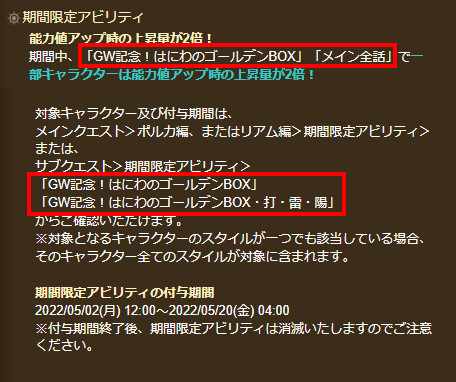 期間限定アビリティ
能力値アップ時の上昇量が2倍！
期間中、「GW記念！はにわのゴールデンBOX」「メイン全話」で一
部キャラクターは能力値アップ時の上昇量が2倍！
対象キャラクター及び付与期間は、
メインクエスト＞ポルカ編、またはリアム編＞期間限定アビリティ＞
または、
サブクエスト＞期間限定アビリティ＞
「GW記念！はにわのゴールデンBOX」
「GW記念！はにわのゴールデンBOX・打・雷・陽」
からご確認いただけます。
※対象となるキャラクターのスタイルが一つでも該当している場合、
そのキャラクター全てのスタイルが対象に含まれます。
期間限定アビリティの付与期間
2022/05/02(月) 12:00～2022/05/20(金) 04:00
※付与期間終了後、期間限定アビリティは消滅いたしますのでご注意
ください。